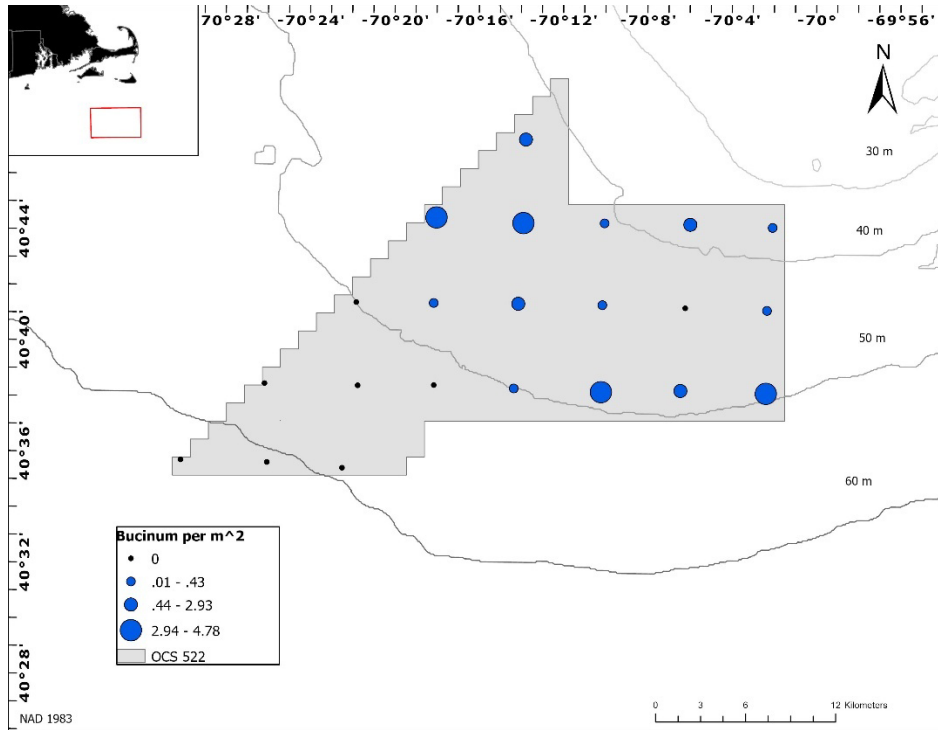 70°28' 70°24' 70°20' 70°16' 70°12' 70°8' 70°4' 70° -69°56'
N
30 m
40°44'
40 m
40°40'
50 m
40°36'
60 m
Bucinum per m^2
0
.01 - .43
.44 - 2.93
2.94 - 4.78
OCS 522
40°32'
40°28'
NAD 1983
0 3 6 12 Kilometers